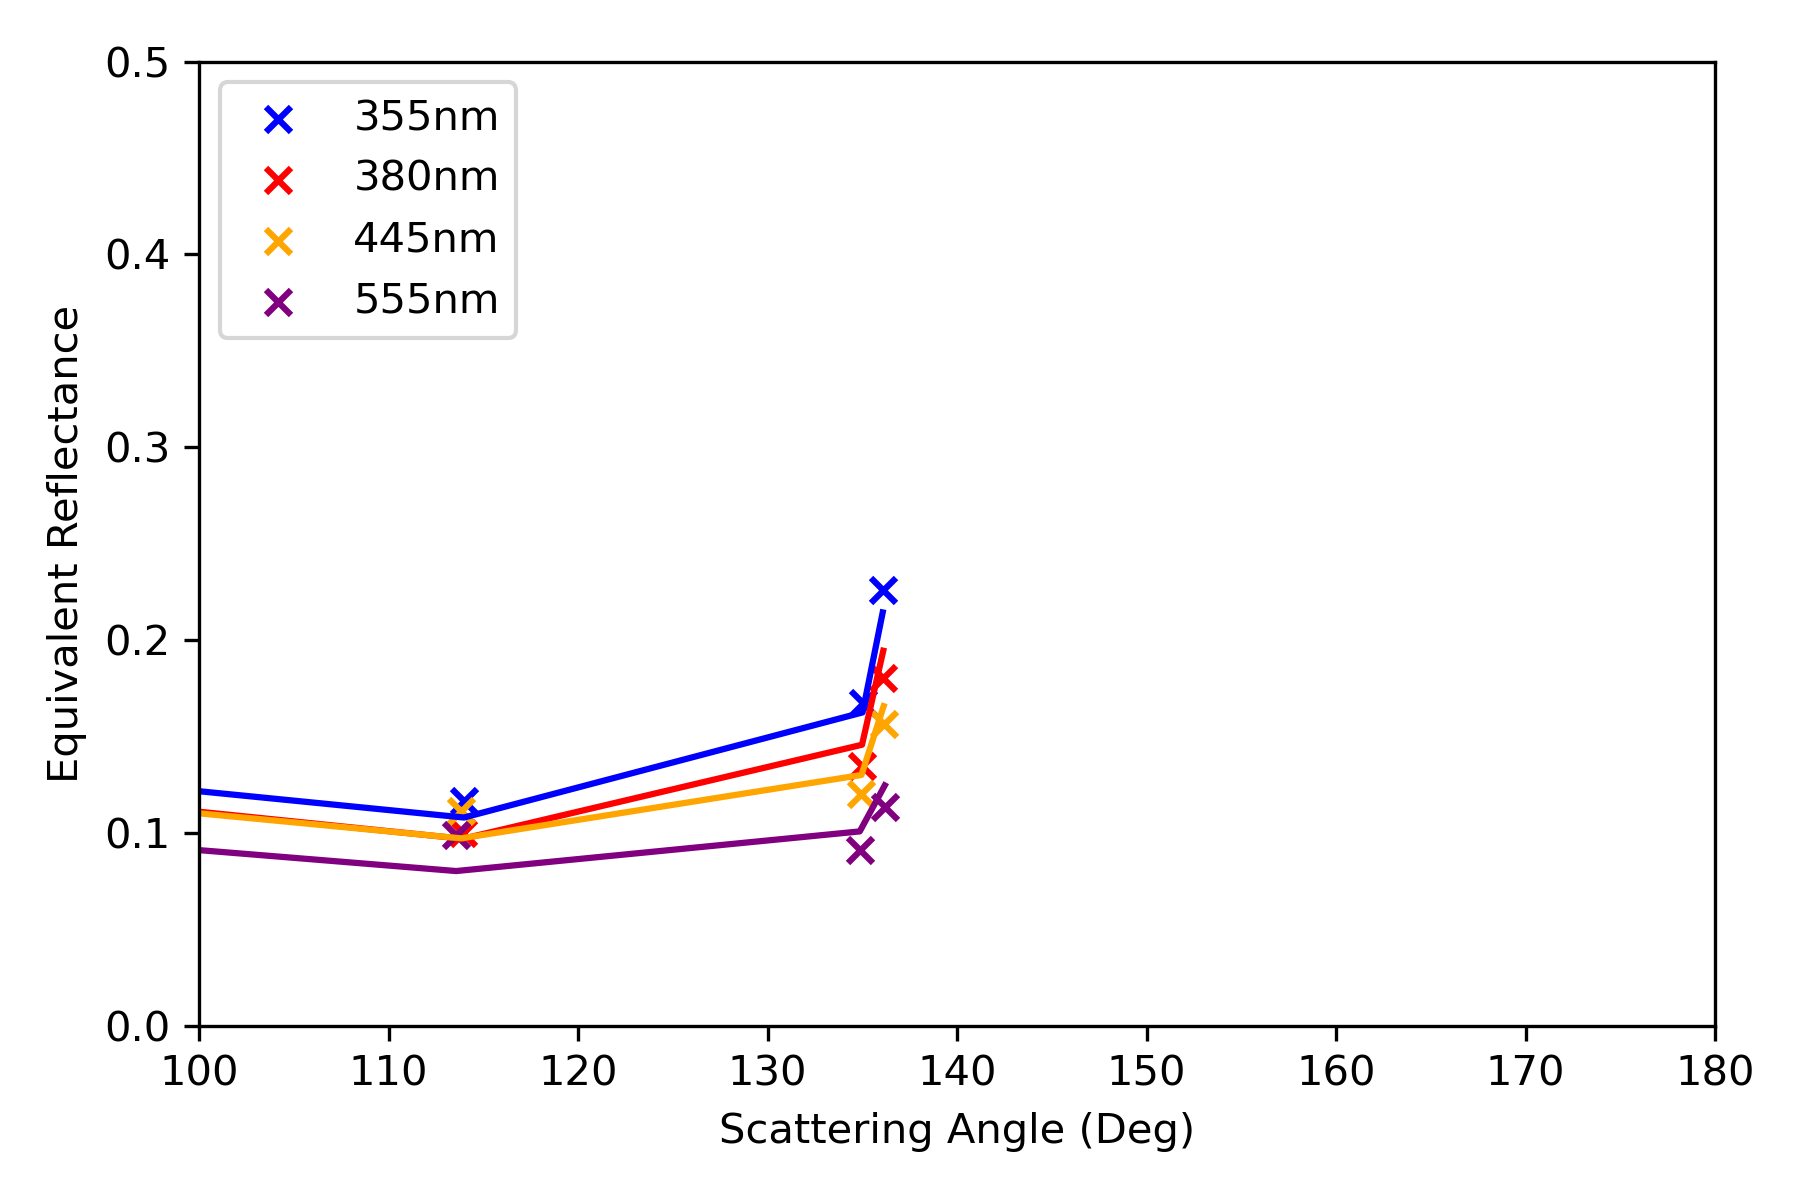 0.5
0.4
0.3
0.2
0.1
0.0
Equivalent Reflectance
355nm
380nm
445nm
555nm
100 110 120 130 140 150 160 170 180
Scattering Angle (Deg)